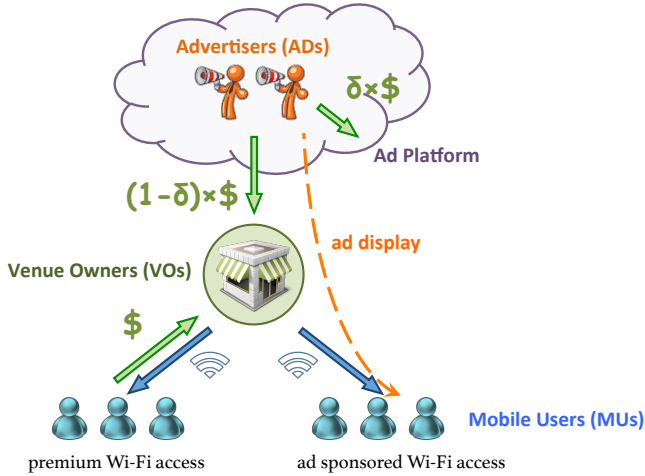 Advertisers (ADs)
δ×$
Ad Platform
(1-δ)×$
ad display
Venue Owners (VOs)
$
Mobile Users (MUs)
premium Wi-Fi access
ad sponsored Wi-Fi access